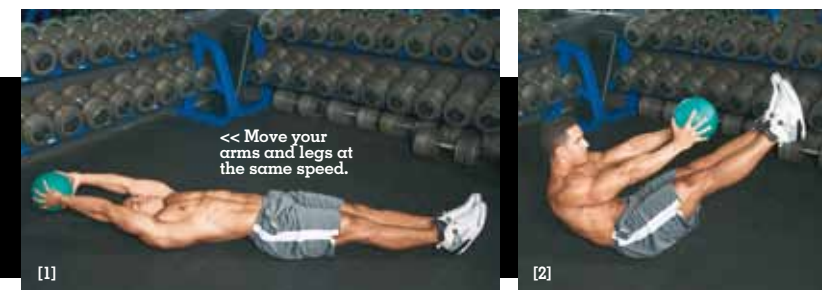 << Move your
arms and legs at
the same speed.
[1]
[2]